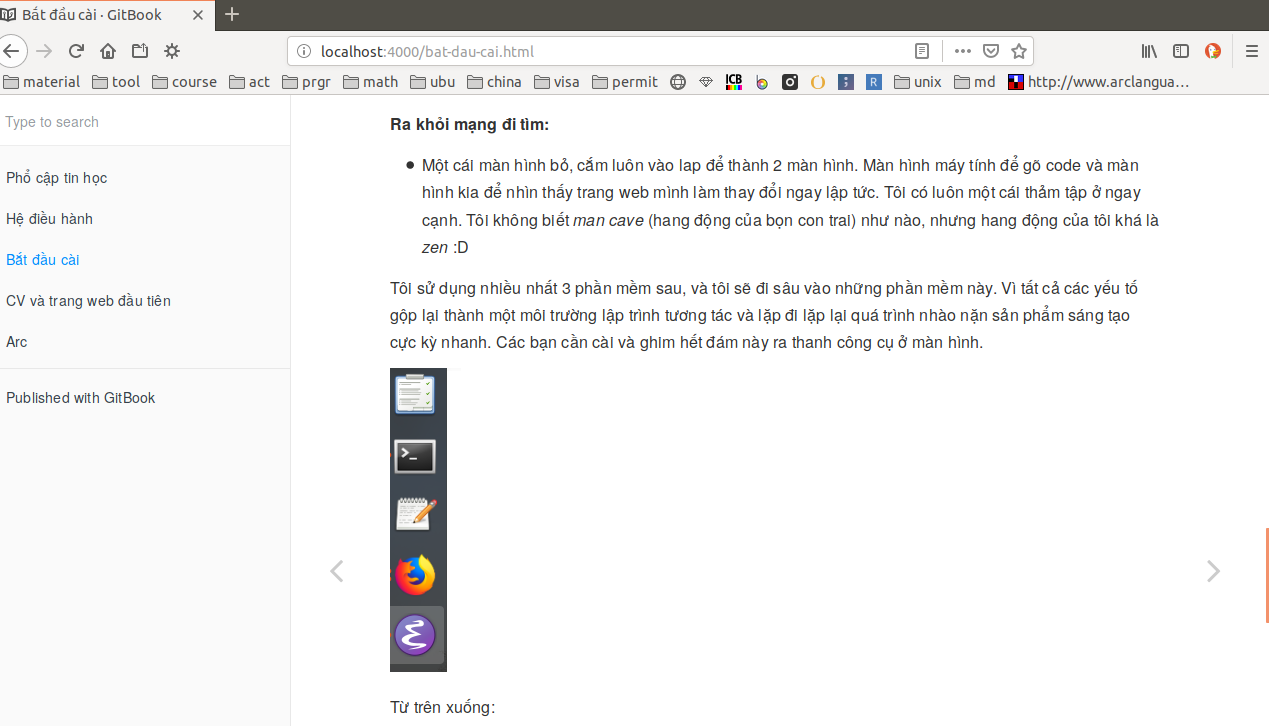 Bắt đầu cài · GitBook
localhost:4000/bat-dau-cai.html
material tool course act prgr math ubu china visa permit unix md http://www.arclangua…
Type to search
Phổ cập tin học
Hệ điều hành
Bắt đầu cài
CV và trang web đầu tiên
Arc
Published with GitBook
Ra khỏi mạng đi tìm:
Một cái màn hình bỏ, cắm luôn vào lap để thành 2 màn hình. Màn hình máy tính để gõ code và màn
hình kia để nhìn thấy trang web mình làm thay đổi ngay lập tức. Tôi có luôn một cái thảm tập ở ngay
cạnh. Tôi không biết man cave (hang động của bọn con trai) như nào, nhưng hang động của tôi khá là
zen :D
Tôi sử dụng nhiều nhất 3 phần mềm sau, và tôi sẽ đi sâu vào những phần mềm này. Vì tất cả các yếu tố
gộp lại thành một môi trường lập trình tương tác và lặp đi lặp lại quá trình nhào nặn sản phẩm sáng tạo
cực kỳ nhanh. Các bạn cần cài và ghim hết đám này ra thanh công cụ ở màn hình.
Từ trên xuống: